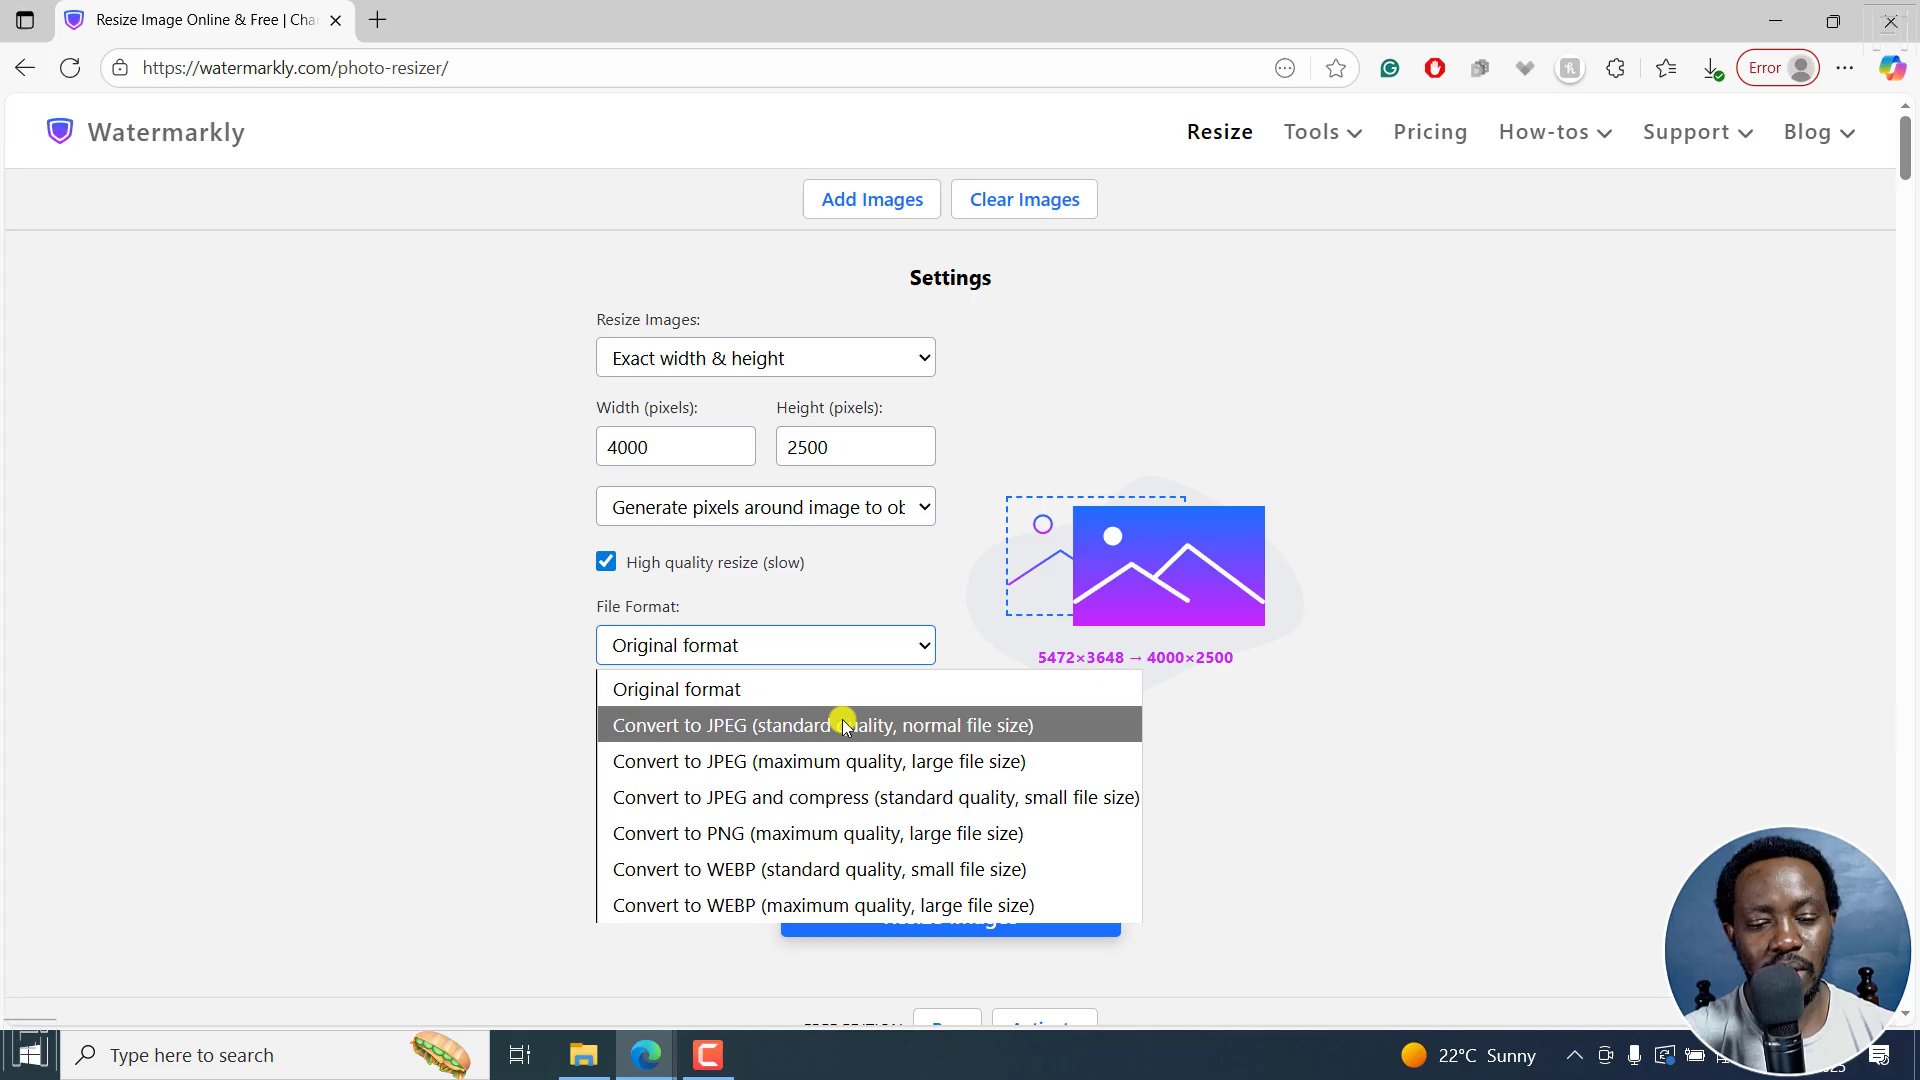 Resize Image Online & Free | Cha
https://watermarkly.com/photo-resizer/
Error
Watermarkly
Resize
Tools
Pricing
How-tos
Support
Blog
Add Images
Clear Images
Settings
Resize Images:
Exact width & height
Width (pixels):
Height (pixels):
4000
2500
Generate pixels around image to ob
High quality resize (slow)
File Format:
Original format
5472×3648 → 4000×2500
Original format
Convert to JPEG (standard quality, normal file size)
Convert to JPEG (maximum quality, large file size)
Convert to JPEG and compress (standard quality, small file size)
Convert to PNG (maximum quality, large file size)
Convert to WEBP (standard quality, small file size)
Convert to WEBP (maximum quality, large file size)
Type here to search
22°C Sunny